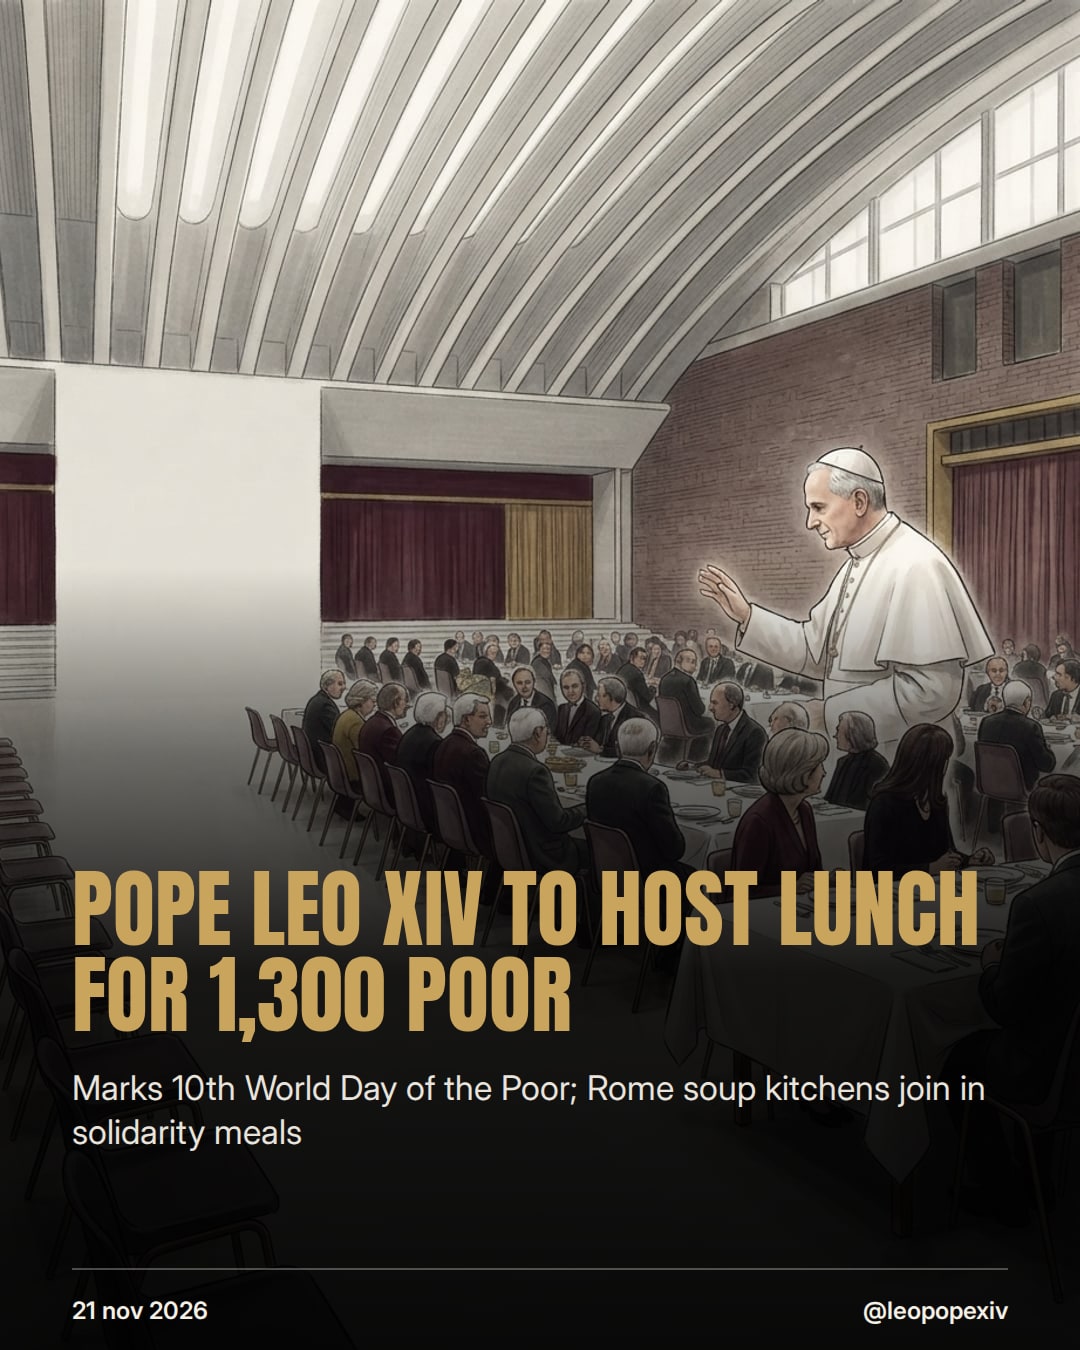 POPE LEO XIV TO HOST LUNCH
FOR 1,300 POOR
Marks 10th World Day of the Poor; Rome soup kitchens join in
solidarity meals
21 nov 2026
@leopopexiv